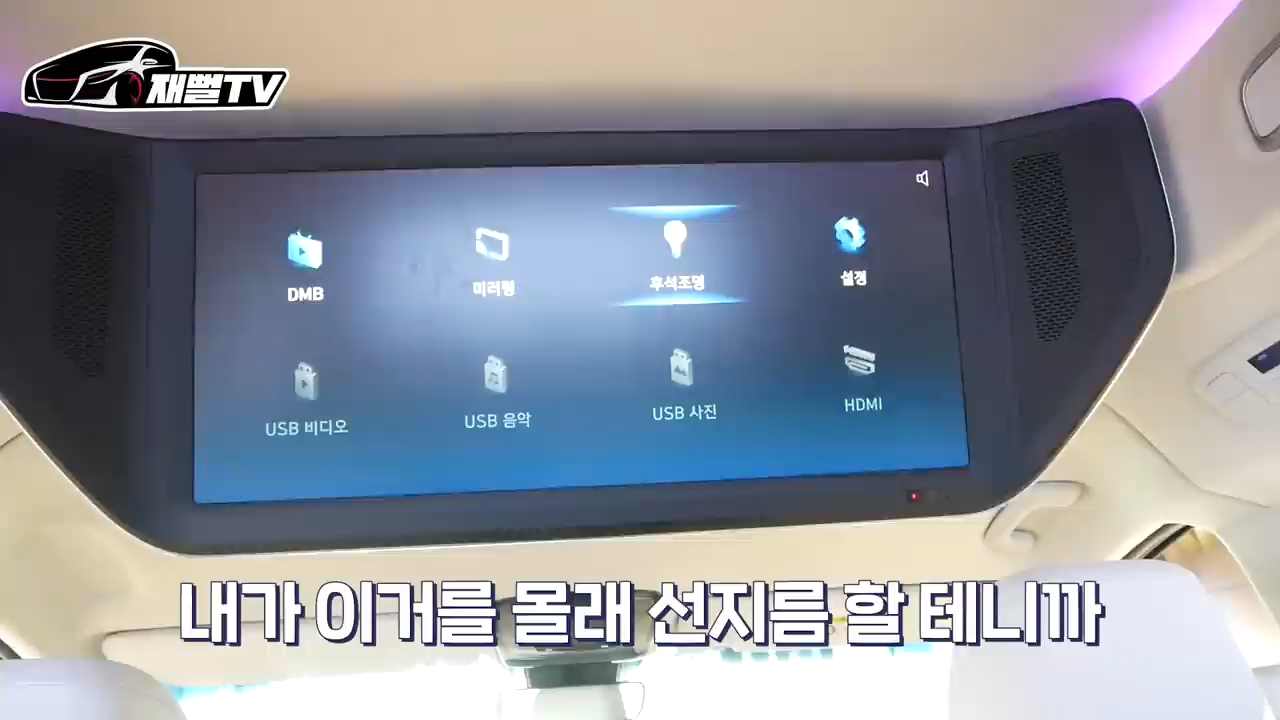 재뻘TV
DMB
미러링
후석조명
설정
USB 비디오
USB 음악
USB 사진
HDMI
내가 이거를 몰래 선지름 할 테니까